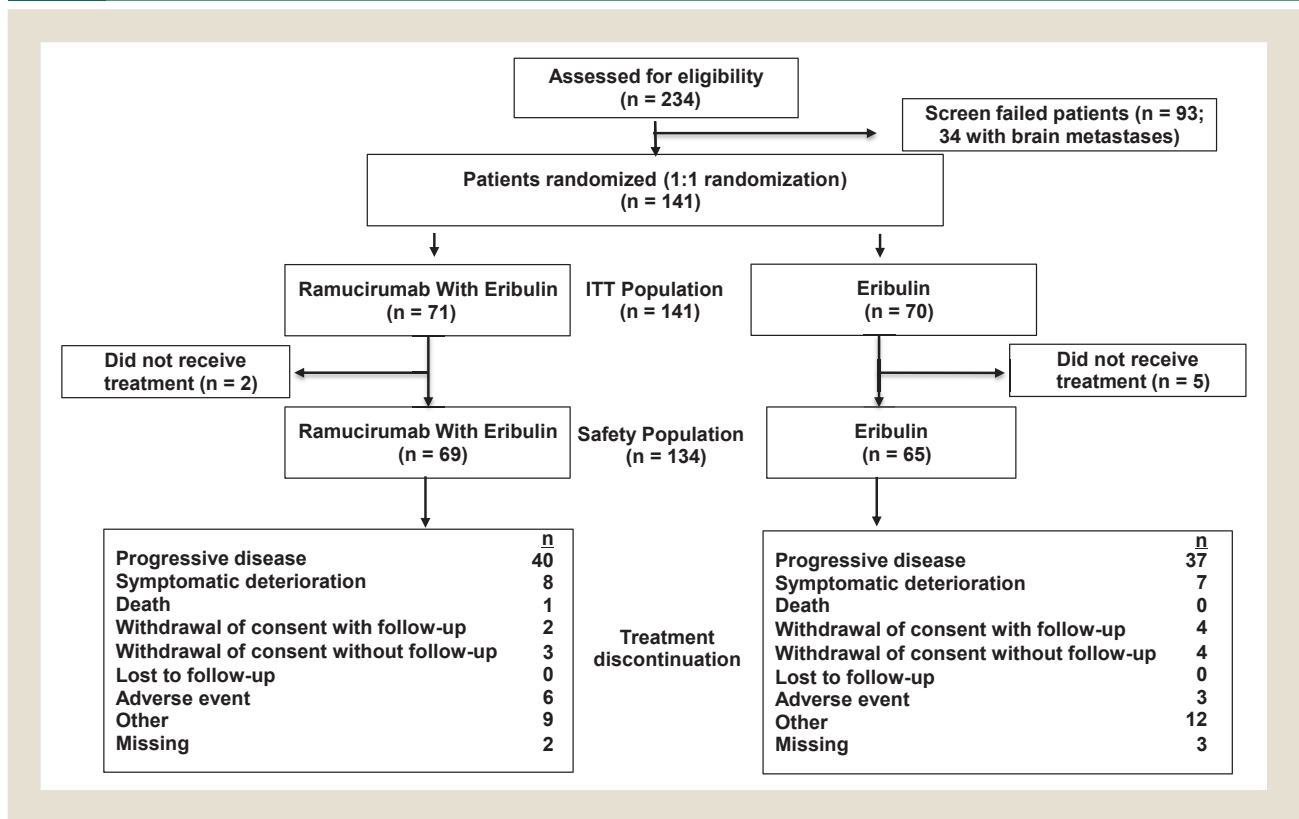 Assessed for eligibility
(n = 234)
Screen failed patients (n = 93;
34 with brain metastases)
Patients randomized (1:1 randomization)
(n = 141)
Ramucirumab With Eribulin
(n = 71)
ITT Population
(n = 141)
Eribulin
(n = 70)
Did not receive
treatment (n = 2)
Did not receive
treatment (n = 5)
Ramucirumab With Eribulin
(n = 69)
Safety Population
(n = 134)
Eribulin
(n = 65)
n
Progressive disease 40
Symptomatic deterioration 8
Death 1
Withdrawal of consent with follow-up 2
Withdrawal of consent without follow-up 3
Lost to follow-up 0
Adverse event 6
Other 9
Missing 2
Treatment
discontinuation
n
Progressive disease 37
Symptomatic deterioration 7
Death 0
Withdrawal of consent with follow-up 4
Withdrawal of consent without follow-up 4
Lost to follow-up 0
Adverse event 3
Other 12
Missing 3